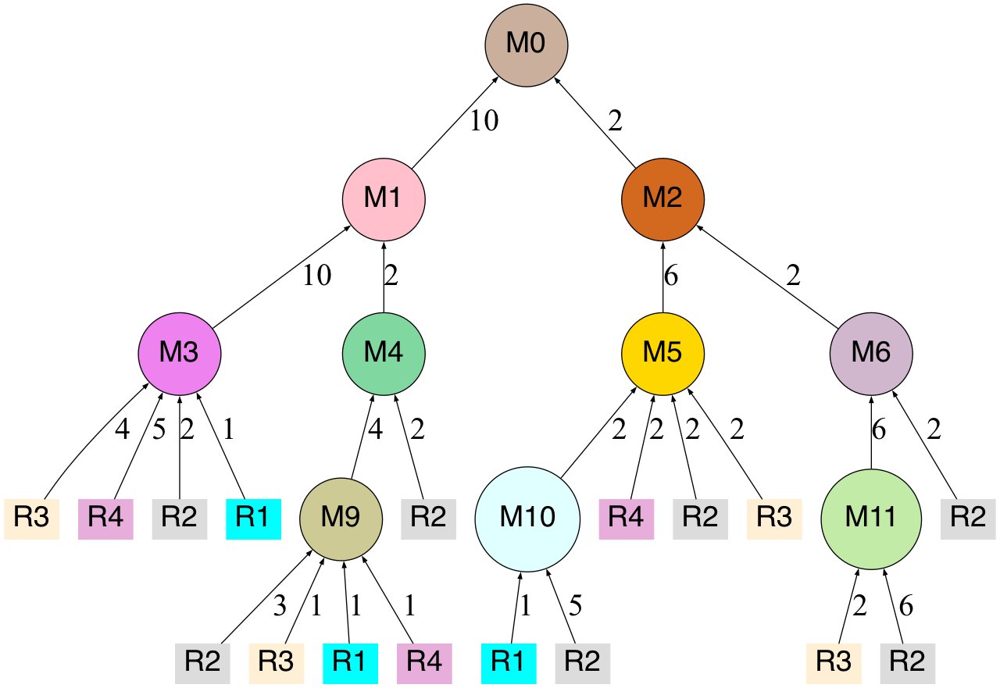 M0
10 2
M1 M2
10 2 6 2
M3 M4 M5 M6
4 5 2 1 4 2 2 2 2 2 6 2
R3 R4 R2 R1 M9 R2 M10 R4 R2 R3 M11 R2
3 1 1 1 1 5 2 6
R2 R3 R1 R4 R1 R2 R3 R2